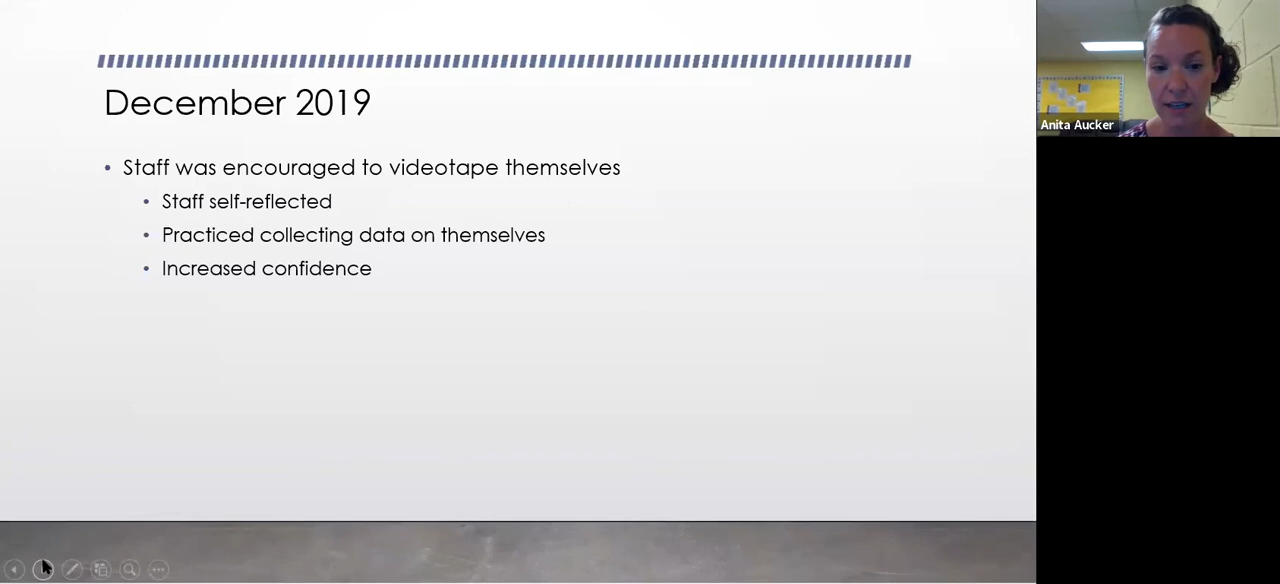 December 2019
Staff was encouraged to videotape themselves
Staff self-reflected
Practiced collecting data on themselves
Increased confidence
Anita Aucker